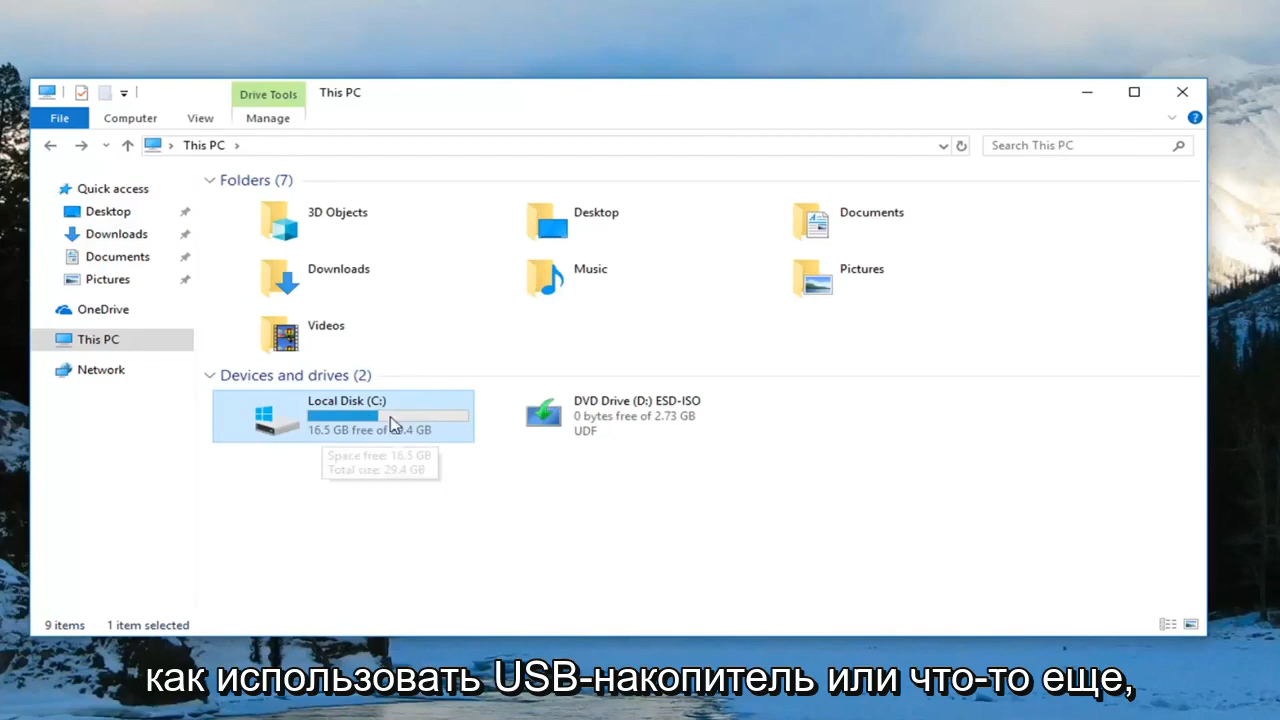 Drive Tools
This PC
File
Computer
View
Manage
This PC
Search This PC
Quick access
Desktop
Downloads
Documents
Pictures
OneDrive
This PC
Network
Folders (7)
3D Objects
Desktop
Documents
Downloads
Music
Pictures
Videos
Devices and drives (2)
Local Disk (C:)
16.5 GB free of 29.4 GB
DVD Drive (D:) ESD-ISO
0 bytes free of 2.73 GB
UDF
Space free: 16.5 GB
Total size: 29.4 GB
9 items
1 item selected
как использовать USB-накопитель или что-то еще,